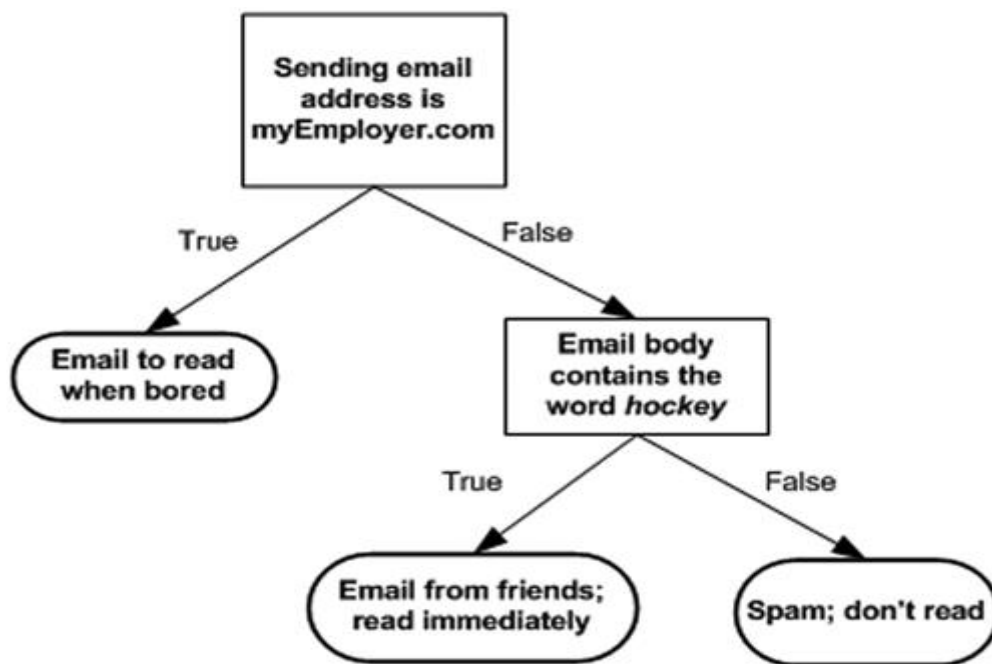 Sending email
address is
myEmployer.com
True
False
Email to read
when bored
Email body
contains the
word hockey
True
False
Email from friends;
read immediately
Spam; don't read